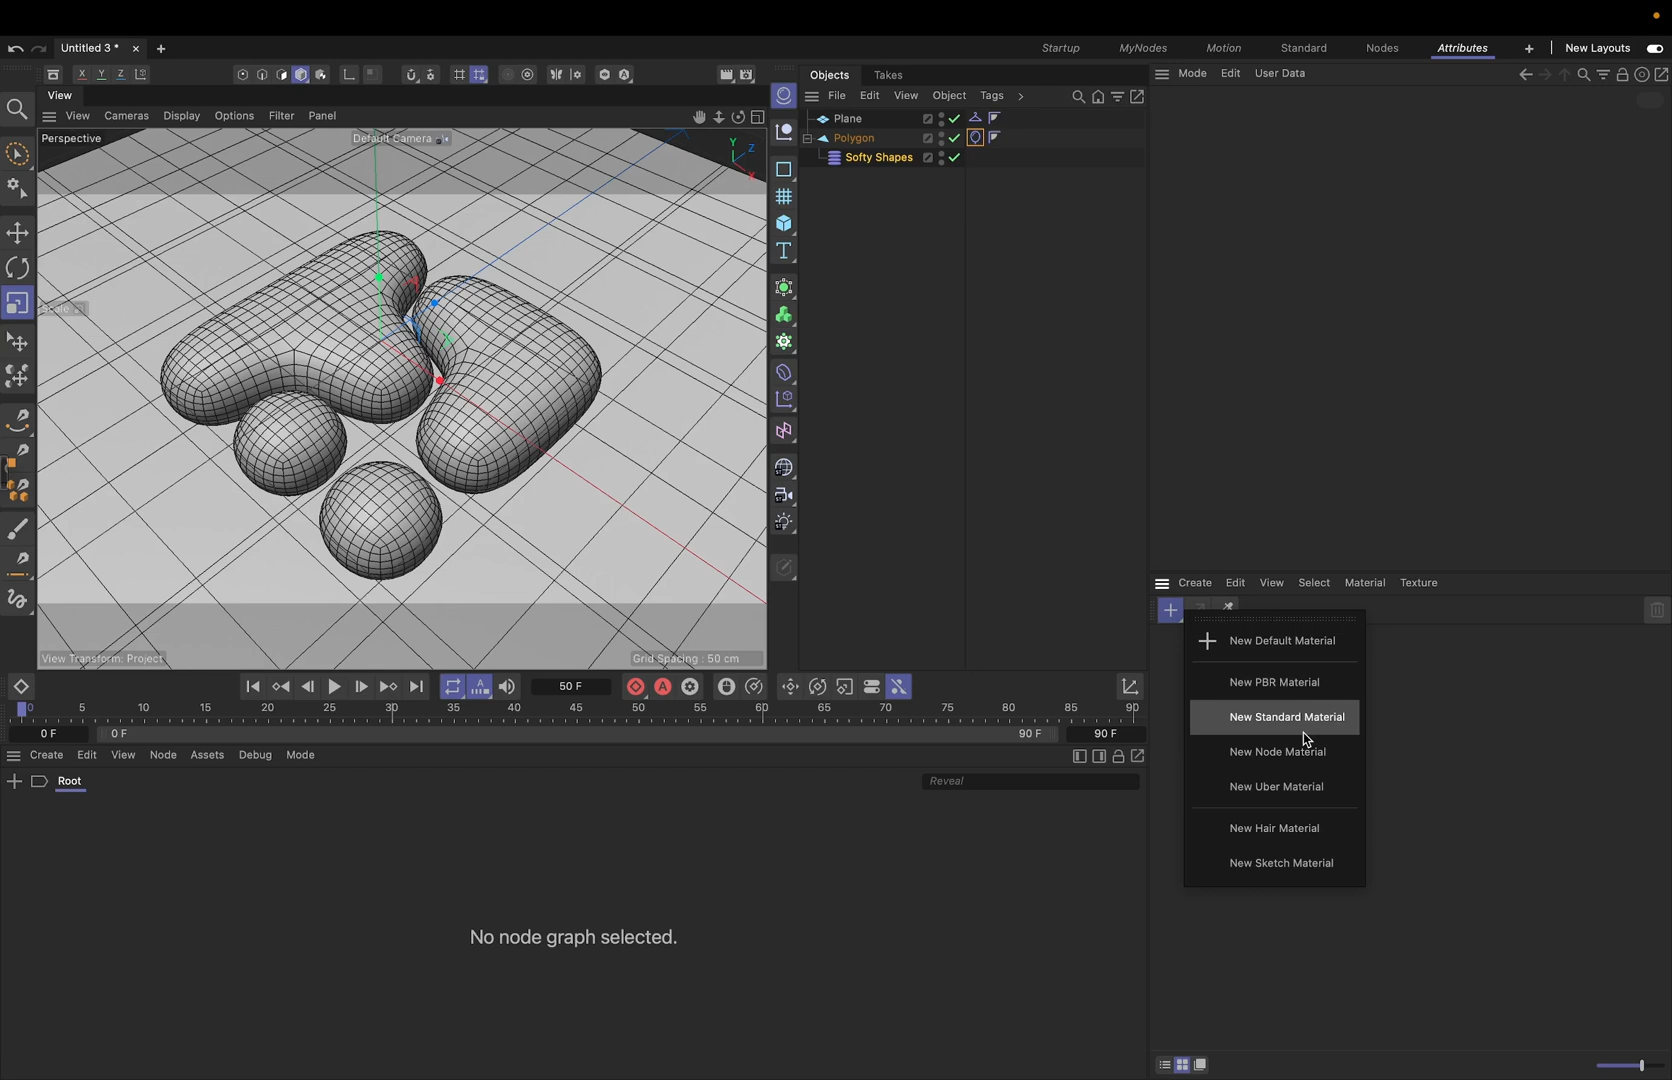 Untitled 3 *
Startup MyNodes Motion Standard Nodes Attributes New Layouts
X Y Z
View
Objects Takes
Mode Edit User Data
View Cameras Display Options Filter Panel
File Edit View Object Tags
Perspective Default Camera
Y Z X
Plane
Polygon
Softy Shapes
View Transform: Project Grid Spacing : 50 cm
50 F
0 5 10 15 20 25 30 35 40 45 50 55 60 65 70 75 80 85 90
0 F 0 F 90 F 90 F
Create Edit View Node Assets Debug Mode
Root Reveal
No node graph selected.
Create Edit View Select Material Texture
New Default Material
New PBR Material
New Standard Material
New Node Material
New Uber Material
New Hair Material
New Sketch Material